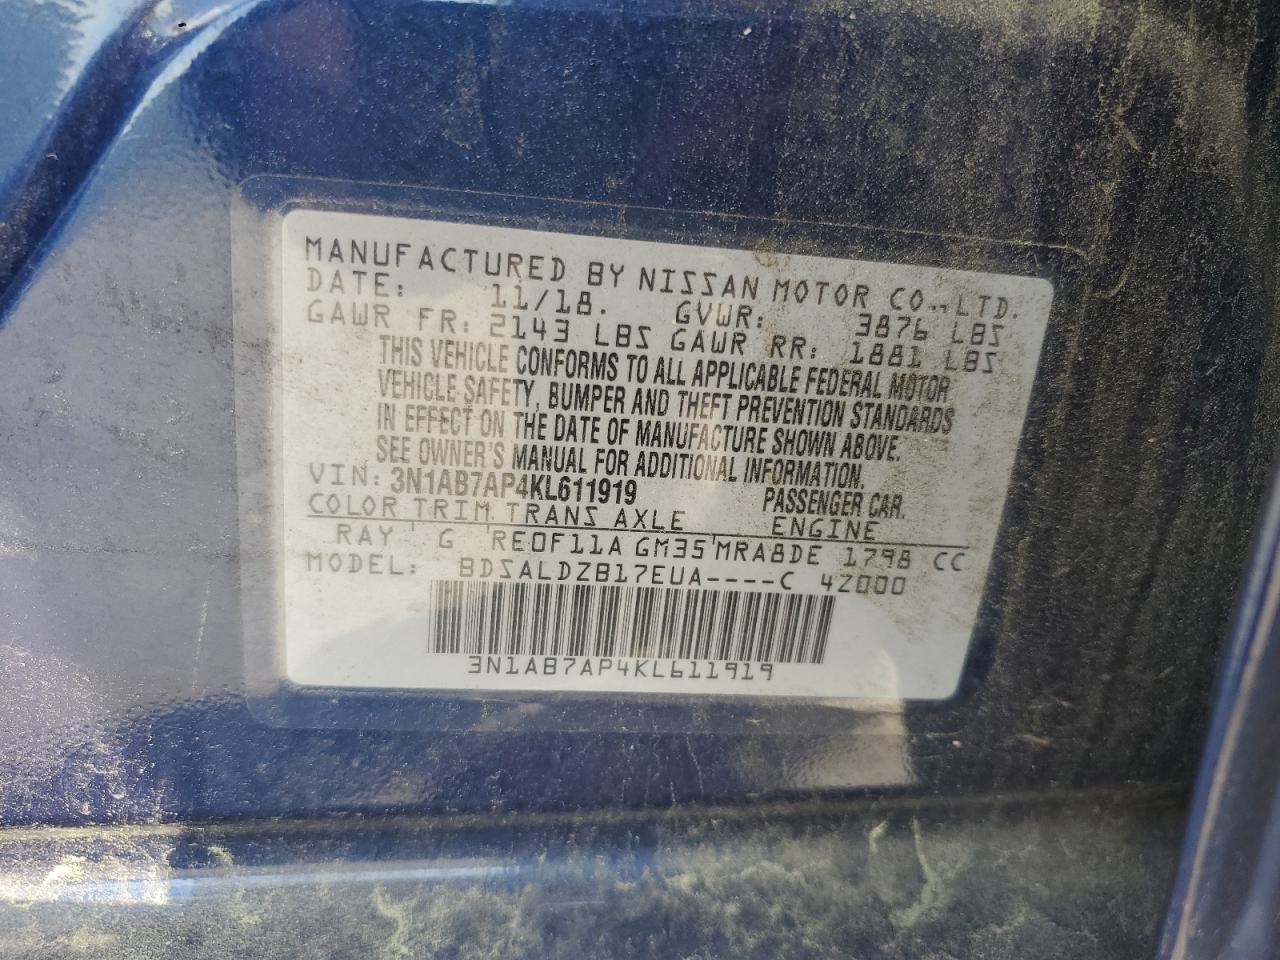 MANUFACTURED BY NISSAN MOTOR CO., LTD.
DATE: 11/18. GVWR: 3876 LBS
GAWR FR: 2143 LBS GAWR RR: 1881 LBS
THIS VEHICLE CONFORMS TO ALL APPLICABLE FEDERAL MOTOR
VEHICLE SAFETY, BUMPER AND THEFT PREVENTION STANDARDS
IN EFFECT ON THE DATE OF MANUFACTURE SHOWN ABOVE.
SEE OWNER'S MANUAL FOR ADDITIONAL INFORMATION.
VIN: 3N1AB7AP4KL611919 PASSENGER CAR.
COLOR TRIM TRANS AXLE ENGINE
RAY ' G ' RE0F11A GM35 ' MRA8DE 1798 CC
MODEL: BDSALDZB17EUA----C 4Z000
3N1AB7AP4KL611919